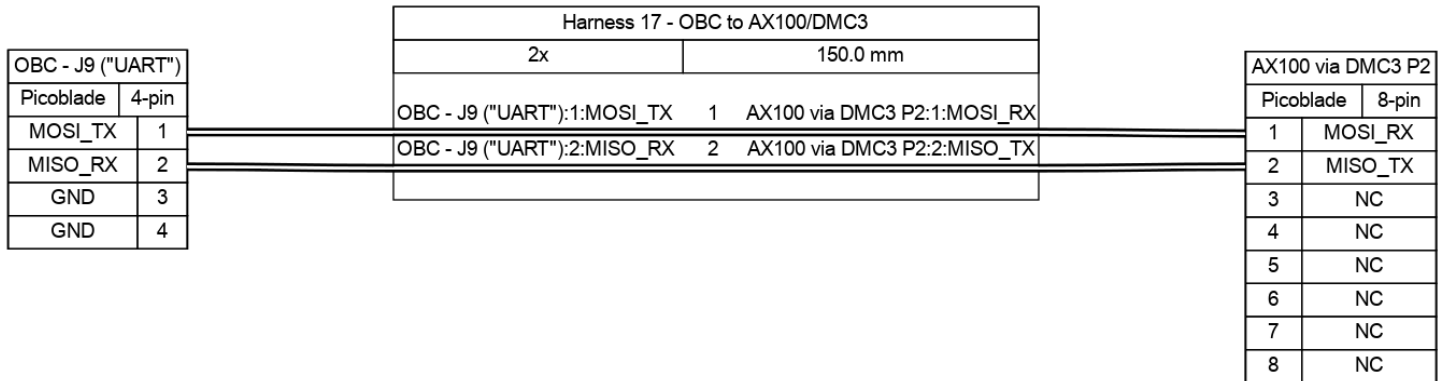 Harness 17 - OBC to AX100/DMC3
2x 150.0 mm
OBC - J9 ("UART"):1:MOSI_TX 1 AX100 via DMC3 P2:1:MOSI_RX
OBC - J9 ("UART"):2:MISO_RX 2 AX100 via DMC3 P2:2:MISO_TX
OBC - J9 ("UART")
Picoblade 4-pin
MOSI_TX 1
MISO_RX 2
GND 3
GND 4
AX100 via DMC3 P2
Picoblade 8-pin
1 MOSI_RX
2 MISO_TX
3 NC
4 NC
5 NC
6 NC
7 NC
8 NC